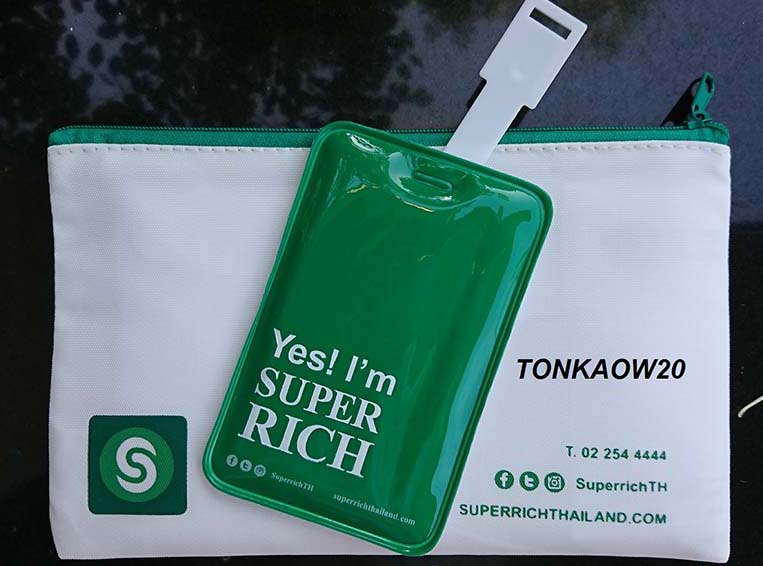 Yes! I'm
SUPER
RICH
SuperrichTH superrichthailand.com
S
TONKAOW20
T. 02 254 4444
SuperrichTH
SUPERRICHTHAILAND.COM